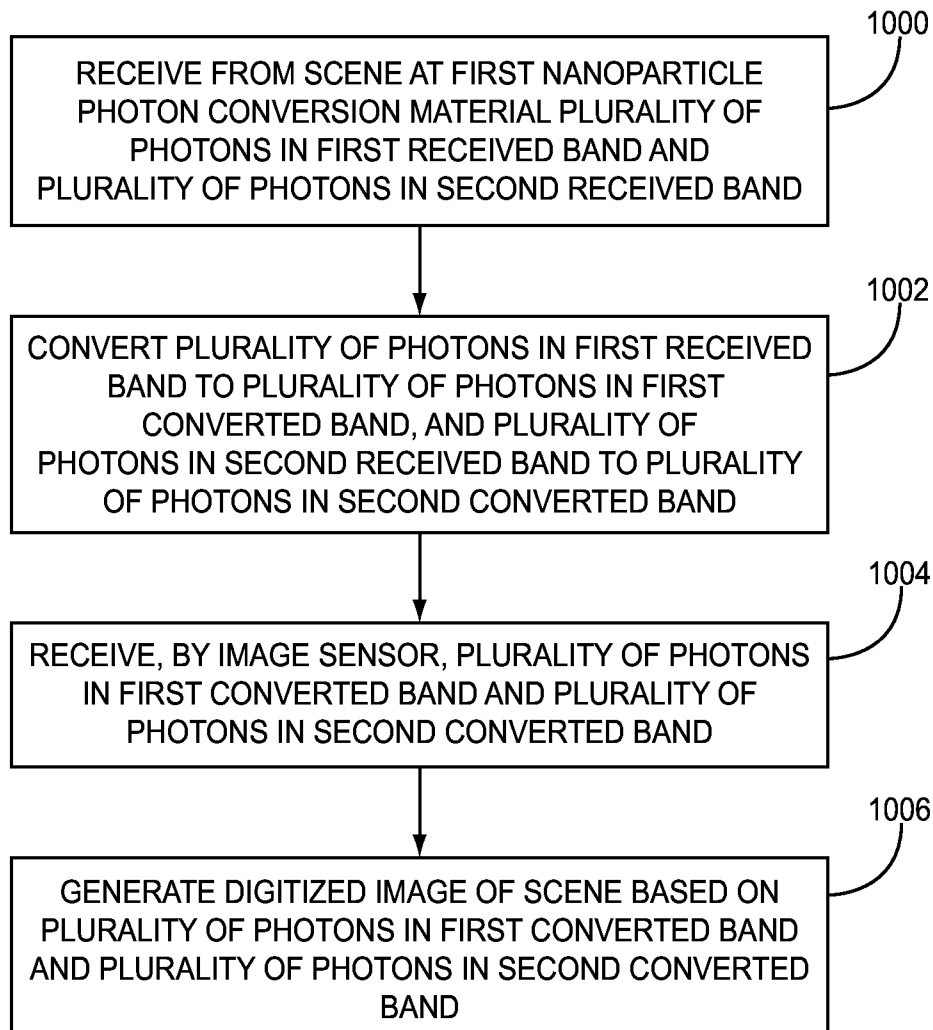 1000
RECEIVE FROM SCENE AT FIRST NANOPARTICLE
PHOTON CONVERSION MATERIAL PLURALITY OF
PHOTONS IN FIRST RECEIVED BAND AND
PLURALITY OF PHOTONS IN SECOND RECEIVED BAND
1002
CONVERT PLURALITY OF PHOTONS IN FIRST RECEIVED
BAND TO PLURALITY OF PHOTONS IN FIRST
CONVERTED BAND, AND PLURALITY OF
PHOTONS IN SECOND RECEIVED BAND TO PLURALITY
OF PHOTONS IN SECOND CONVERTED BAND
1004
RECEIVE, BY IMAGE SENSOR, PLURALITY OF PHOTONS
IN FIRST CONVERTED BAND AND PLURALITY OF
PHOTONS IN SECOND CONVERTED BAND
1006
GENERATE DIGITIZED IMAGE OF SCENE BASED ON
PLURALITY OF PHOTONS IN FIRST CONVERTED BAND
AND PLURALITY OF PHOTONS IN SECOND CONVERTED
BAND